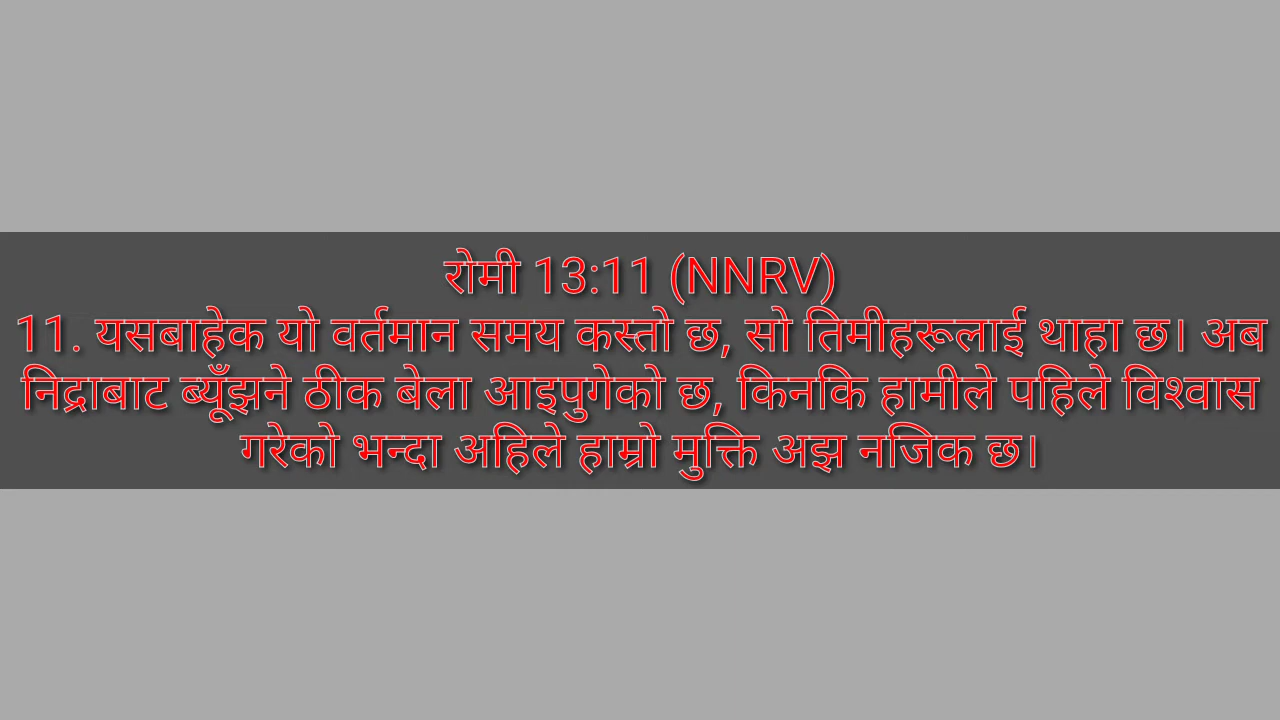 रोमी 13:11 (NNRV)
11. यसबाहेक यो वर्तमान समय कस्तो छ, सो तिमीहरूलाई थाहा छ। अब
निद्राबाट ब्यूँझने ठीक बेला आइपुगेको छ, किनकि हामीले पहिले विश्वास
गरेको भन्दा अहिले हाम्रो मुक्ति अझ नजिक छ।